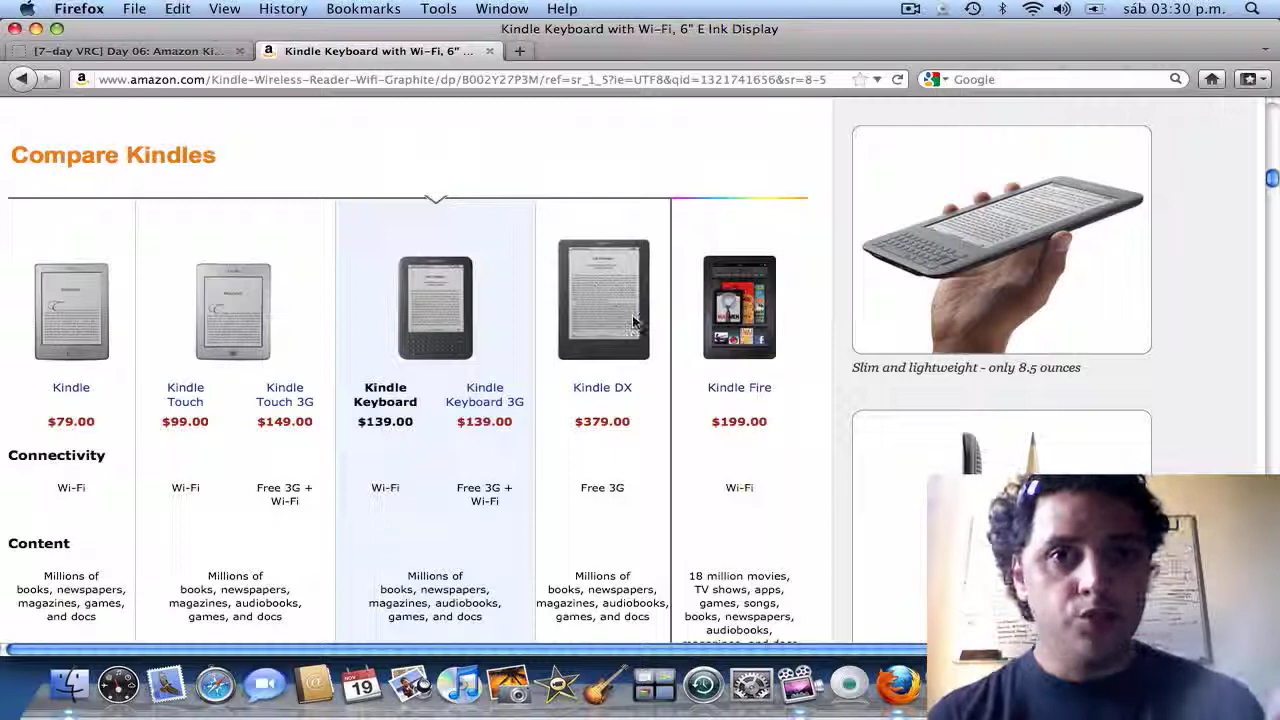 Firefox File Edit View History Bookmarks Tools Window Help sáb 03:30 p.m.
Kindle Keyboard with Wi-Fi, 6" E Ink Display
[7-day VRC] Day 06: Amazon Ki... Kindle Keyboard with Wi-Fi, 6" ...
www.amazon.com/Kindle-Wireless-Reader-Wifi-Graphite/dp/B002Y27P3M/ref=sr_1_5?ie=UTF8&qid=1321741656&sr=8-5 Google
Compare Kindles
Kindle
$79.00
Kindle
Touch
$99.00
Kindle
Touch 3G
$149.00
Kindle
Keyboard
$139.00
Kindle
Keyboard 3G
$139.00
Kindle DX
$379.00
Kindle Fire
$199.00
Connectivity
Wi-Fi
Wi-Fi
Free 3G +
Wi-Fi
Wi-Fi
Free 3G +
Wi-Fi
Free 3G
Wi-Fi
Content
Millions of
books, newspapers,
magazines, games,
and docs
Millions of
books, newspapers,
magazines, audiobooks,
games, and docs
Millions of
books, newspapers,
magazines, audiobooks,
games, and docs
Millions of
books, newspapers,
magazines, audiobooks,
games, and docs
18 million movies,
TV shows, apps,
games, songs,
books, newspapers,
audiobooks,
Slim and lightweight - only 8.5 ounces
NOV
19